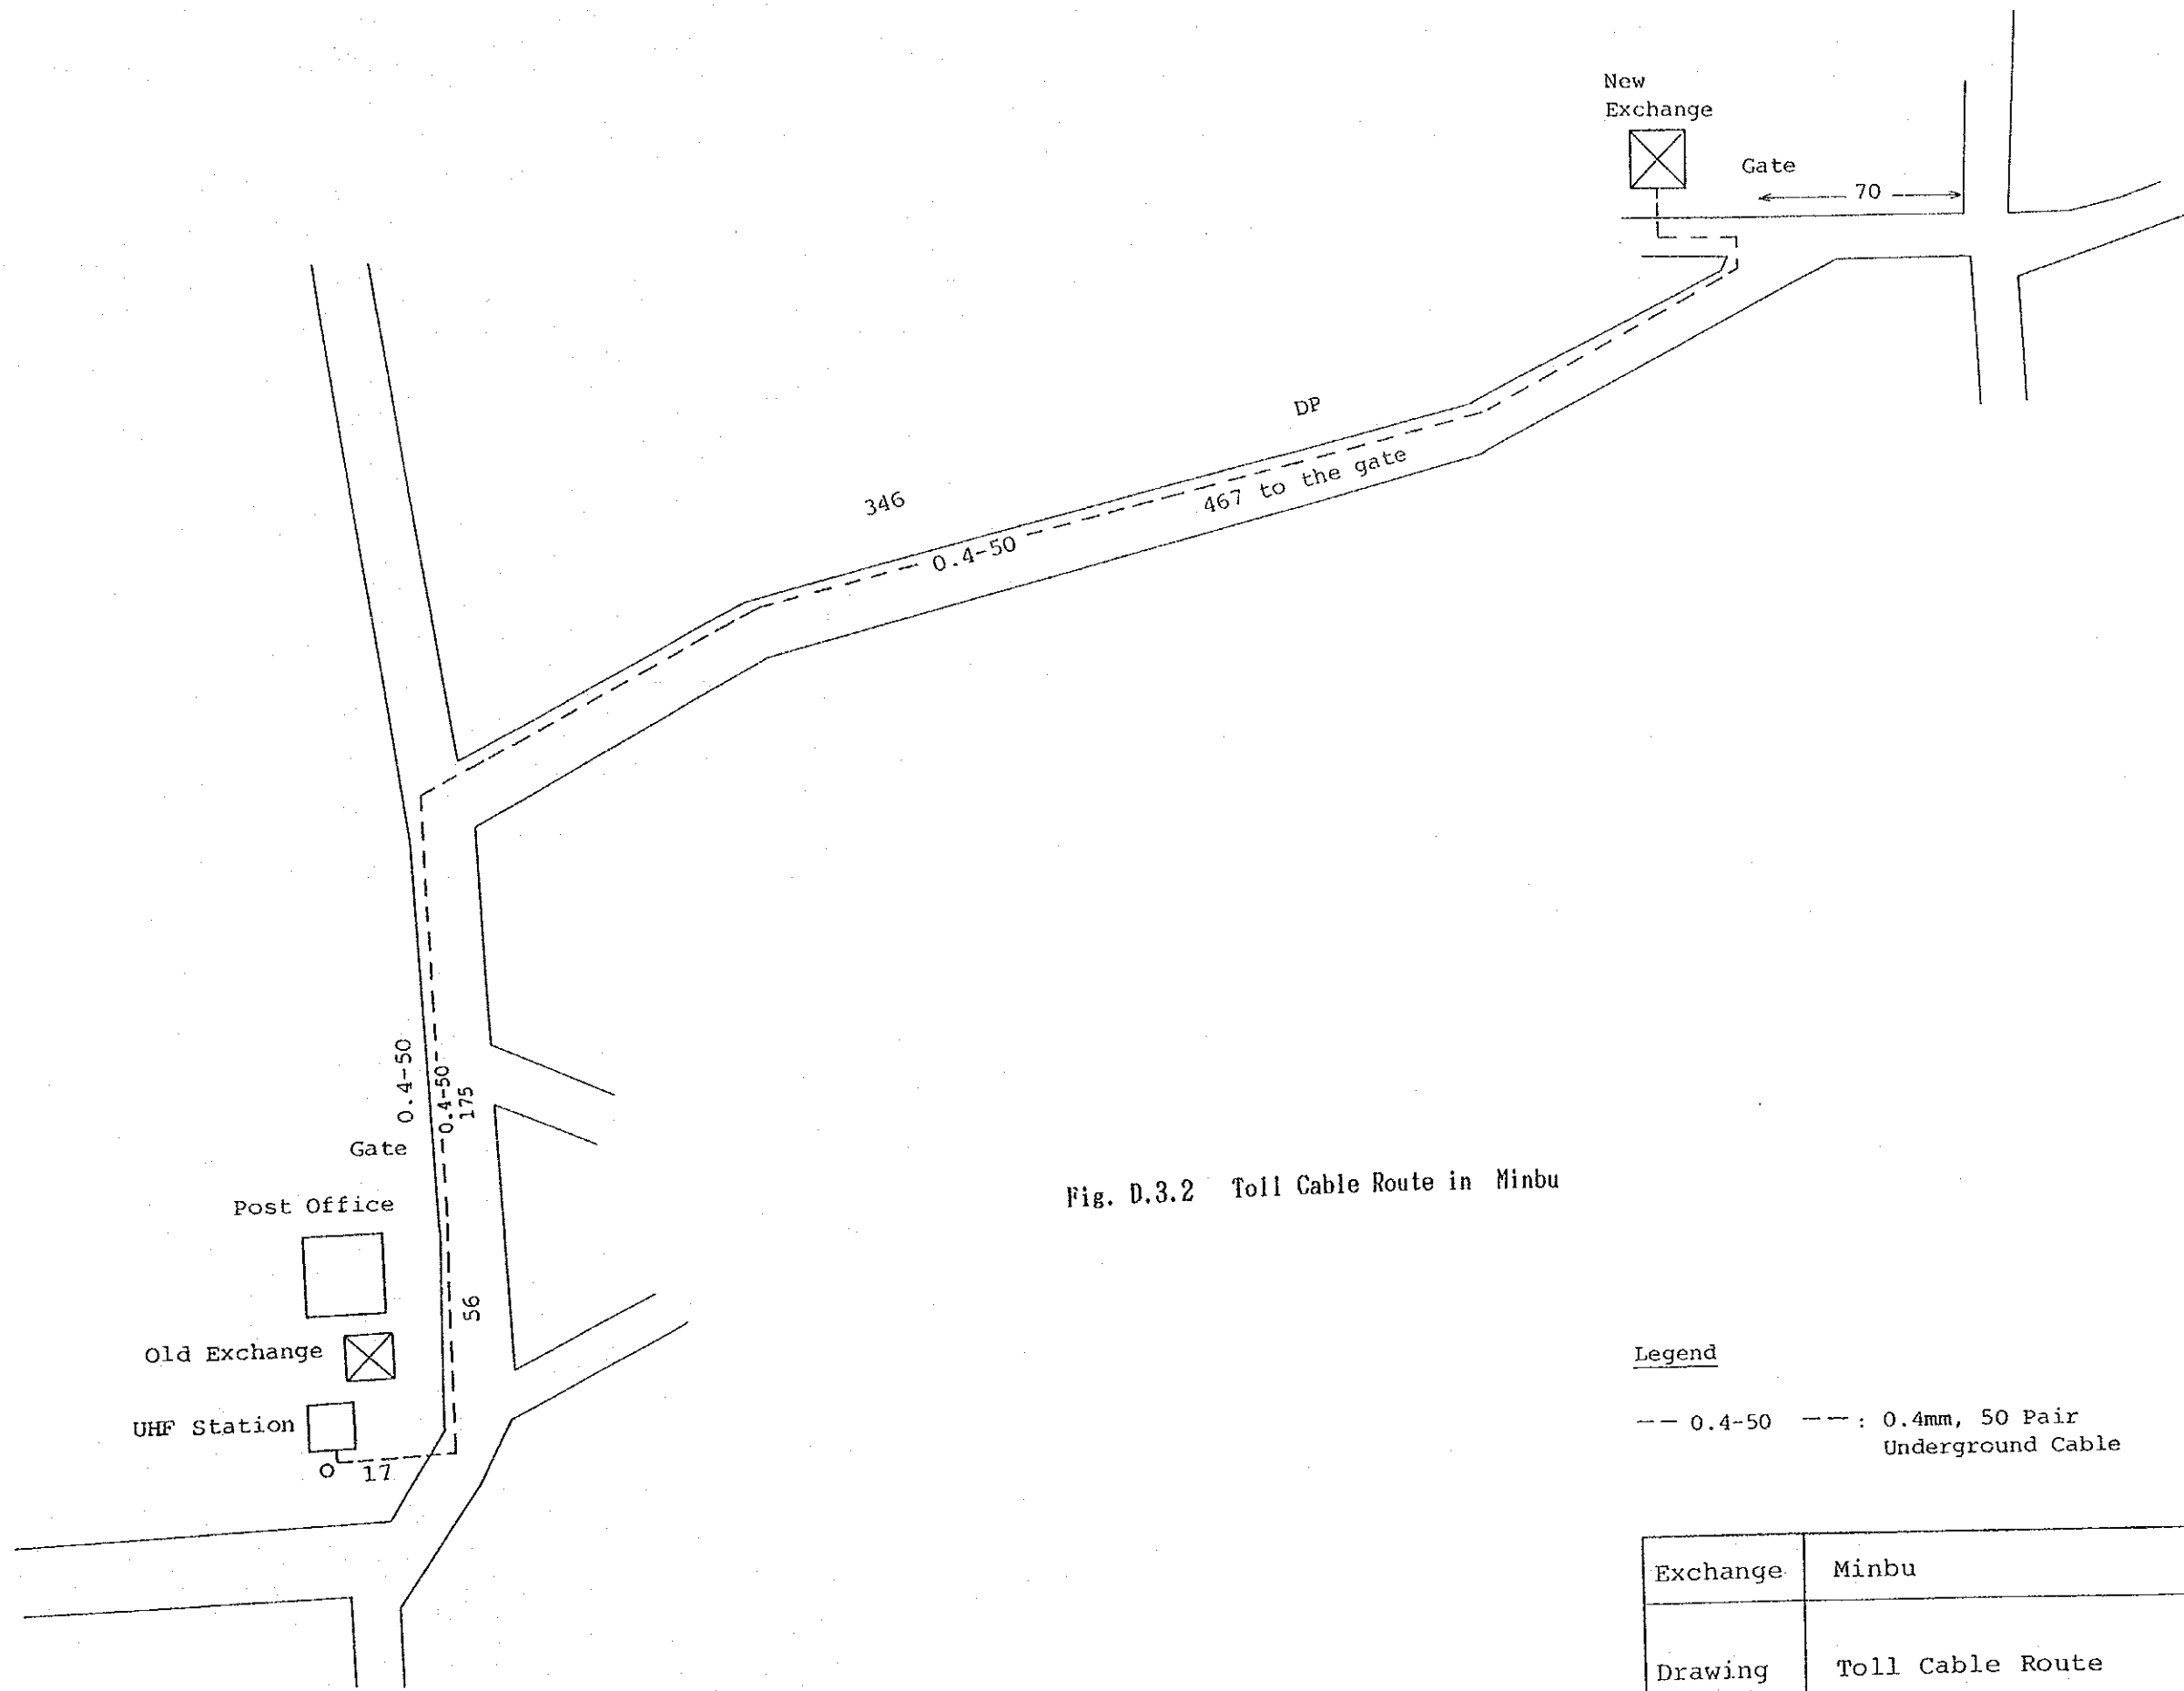 New
Exchange
Gate
70
DP
467 to the gate
346
0.4-50
0.4-50
0.4-50
175
Gate
Post Office
56
Old Exchange
UHF Station
17
Fig. D.3.2 Toll Cable Route in Minbu
Legend
-- 0.4-50 -- : 0.4mm, 50 Pair
Underground Cable
Exchange Minbu
Drawing Toll Cable Route